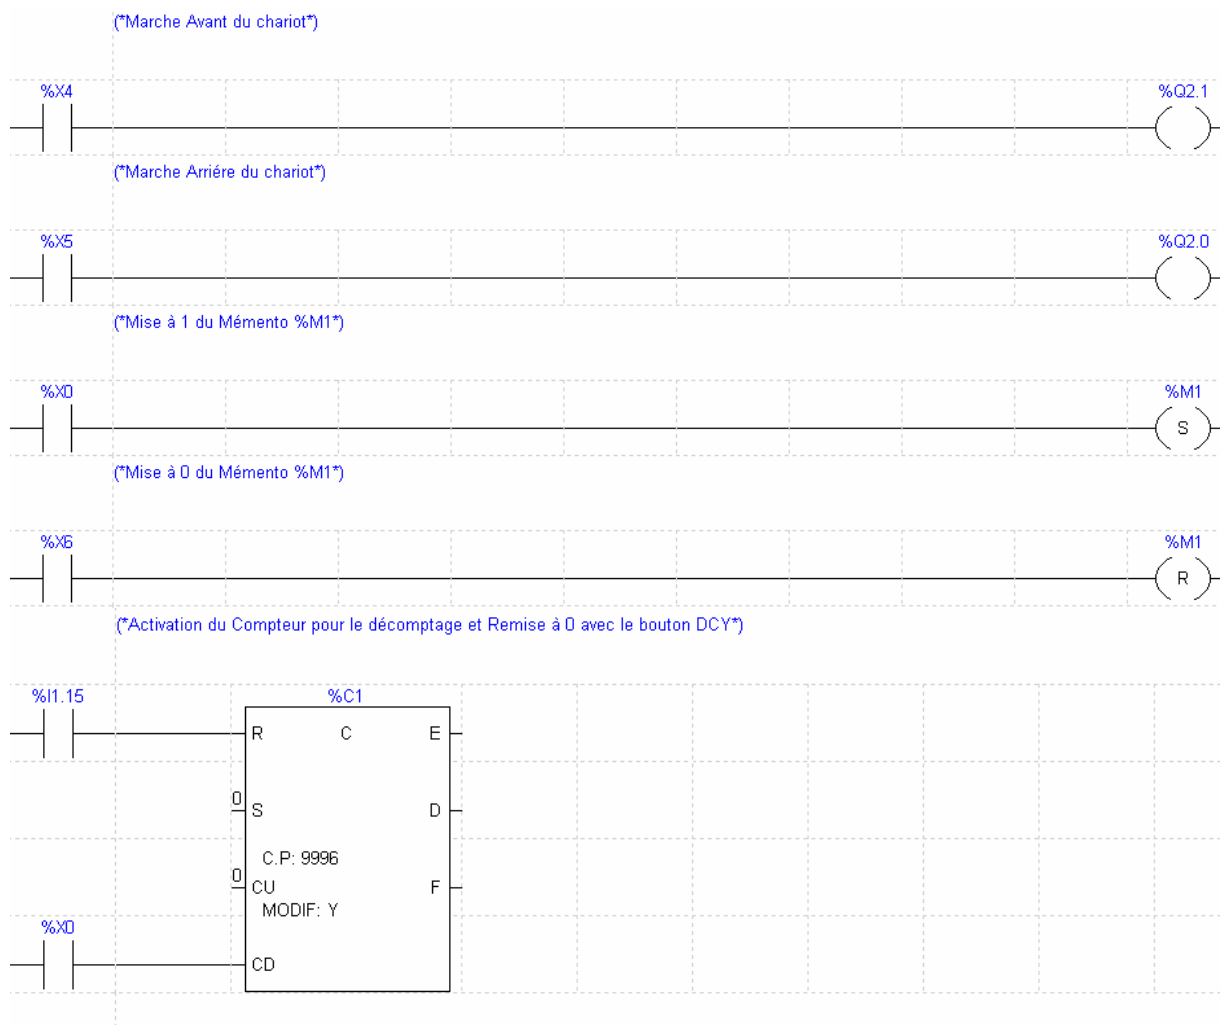 (*Marche Avant du chariot*)
%X4 %Q2.1
(*Marche Arriére du chariot*)
%X5 %Q2.0
(*Mise à 1 du Mémento %M1*)
%X0 %M1
S
(*Mise à 0 du Mémento %M1*)
%X6 %M1
R
(*Activation du Compteur pour le décomptage et Remise à 0 avec le bouton DCY*)
%I1.15 %C1
R C E
0 S D
C.P: 9996
0 CU F
MODIF: Y
%X0
CD